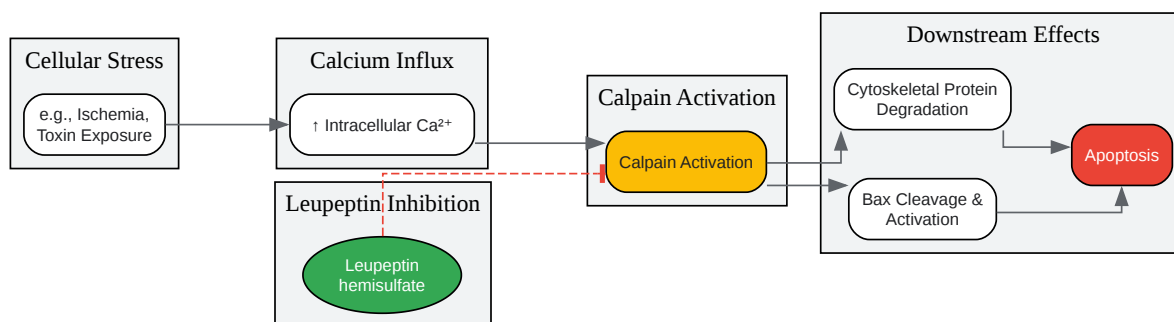 Cellular Stress
e.g., Ischemia,
Toxin Exposure
Calcium Influx
↑ Intracellular Ca²⁺
Leupeptin Inhibition
Leupeptin
hemisulfate
Calpain Activation
Calpain Activation
Downstream Effects
Cytoskeletal Protein
Degradation
Bax Cleavage &
Activation
Apoptosis